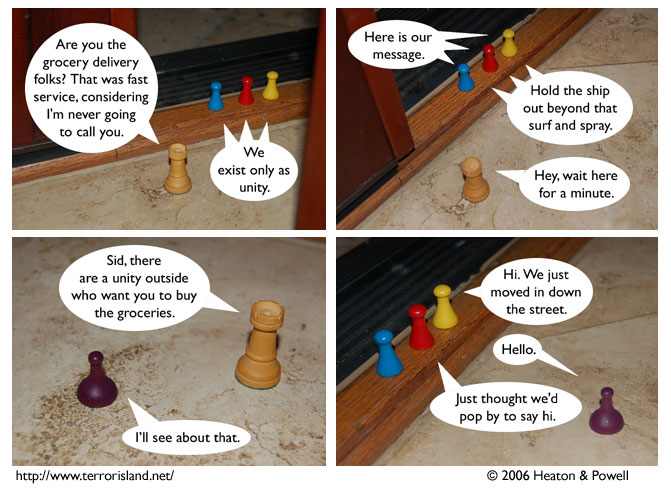 Are you the
grocery delivery
folks? That was fast
service, considering
I'm never going
to call you.
We
exist only as
unity.
Here is our
message.
Hold the ship
out beyond that
surf and spray.
Hey, wait here
for a minute.
Sid, there
are a unity outside
who want you to buy
the groceries.
I'll see about that.
Hi. We just
moved in down
the street.
Hello.
Just thought we'd
pop by to say hi.
http://www.terrorisland.net/
© 2006 Heaton & Powell